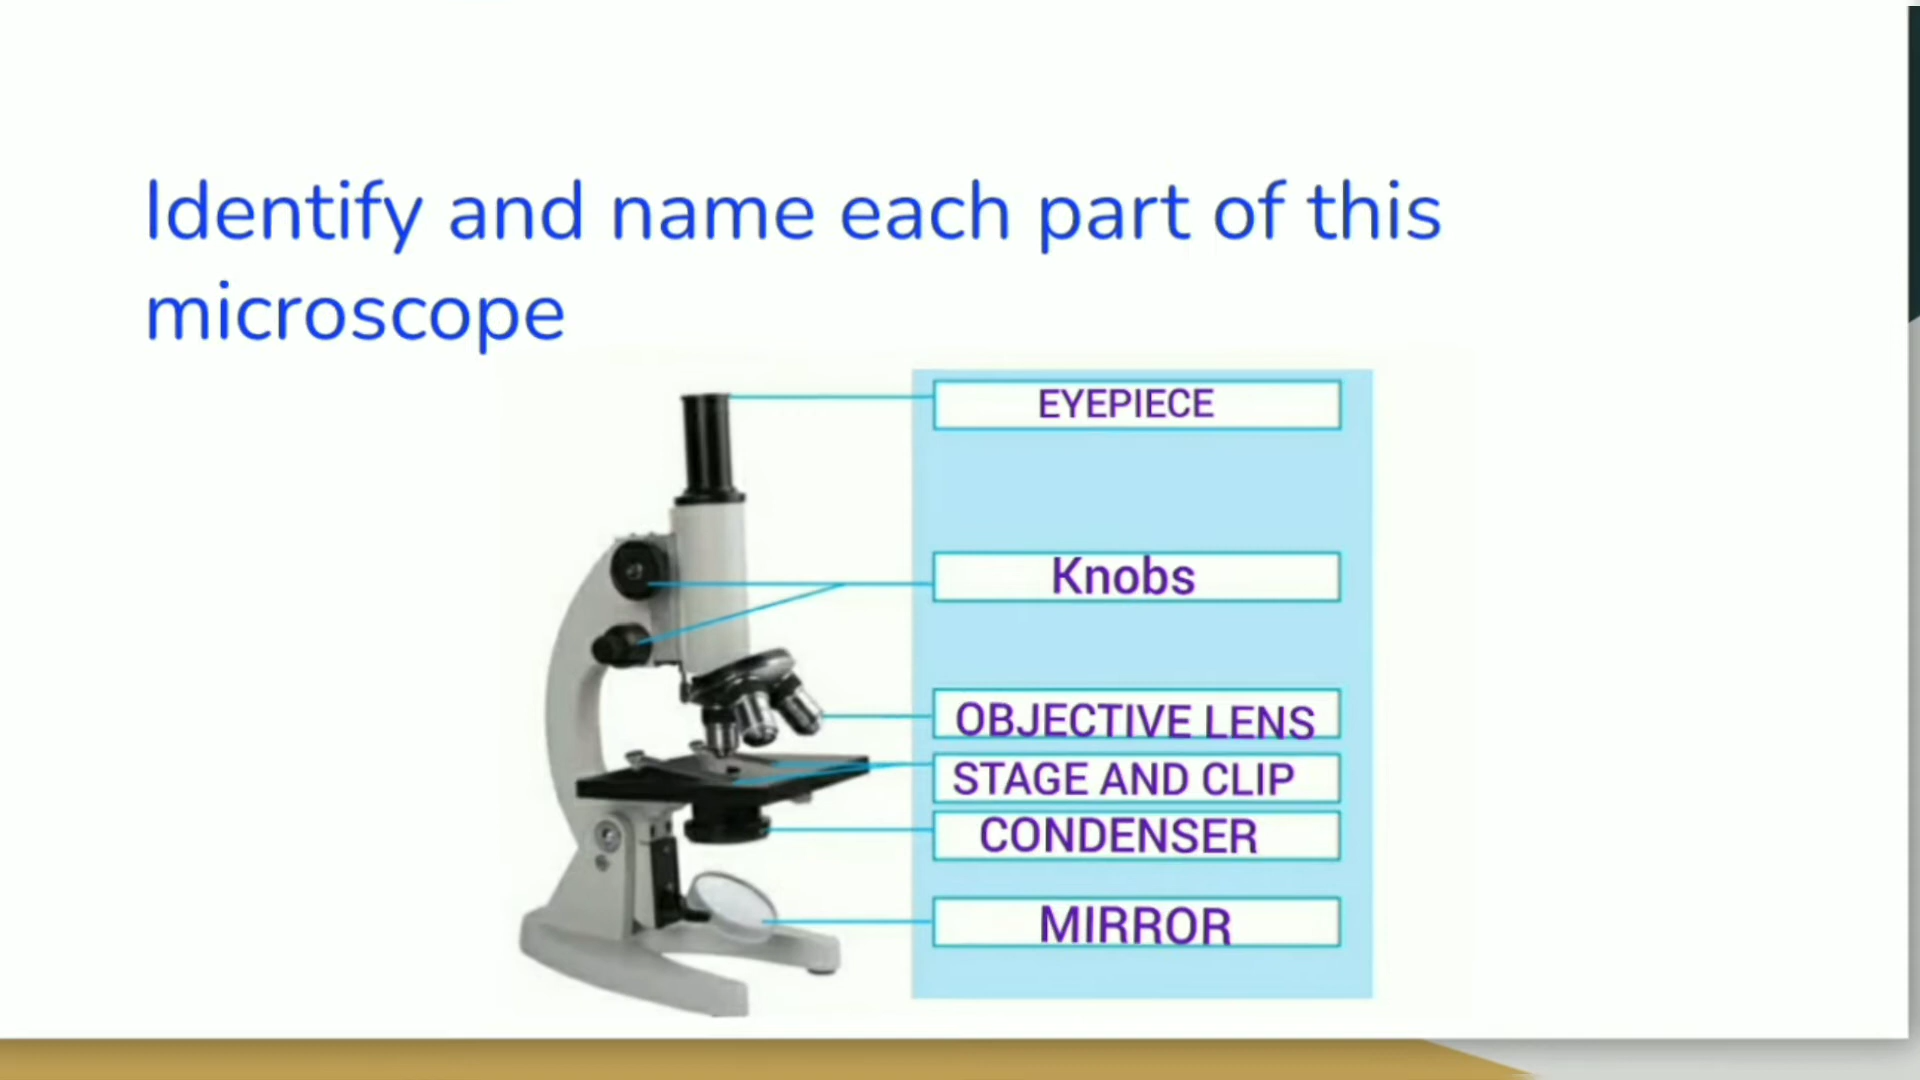 Identify and name each part of this
microscope
EYEPIECE
Knobs
OBJECTIVE LENS
STAGE AND CLIP
CONDENSER
MIRROR